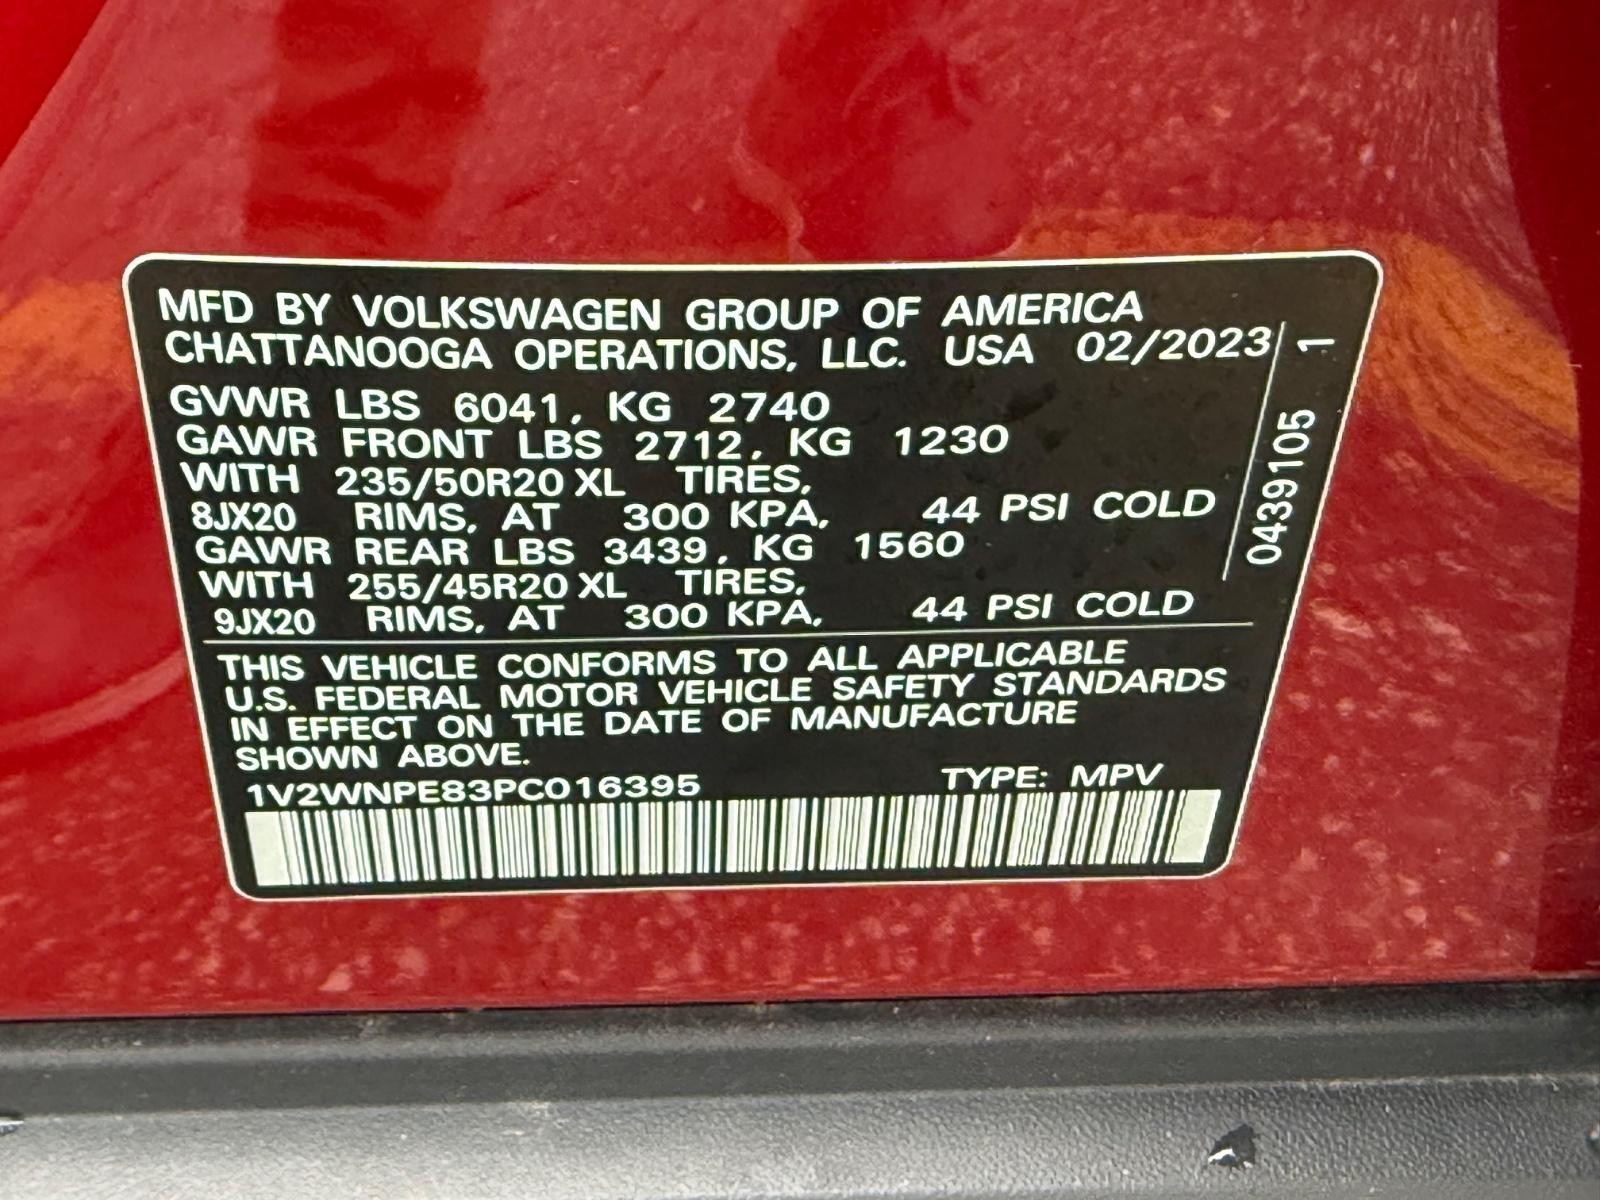 MFD BY VOLKSWAGEN GROUP OF AMERICA
CHATTANOOGA OPERATIONS, LLC. USA 02/2023
GVWR LBS 6041, KG 2740
GAWR FRONT LBS 2712, KG 1230
WITH 235/50R20 XL TIRES,
8JX20 RIMS, AT 300 KPA, 44 PSI COLD
GAWR REAR LBS 3439, KG 1560
WITH 255/45R20 XL TIRES,
9JX20 RIMS, AT 300 KPA, 44 PSI COLD
0439105 1
THIS VEHICLE CONFORMS TO ALL APPLICABLE
U.S. FEDERAL MOTOR VEHICLE SAFETY STANDARDS
IN EFFECT ON THE DATE OF MANUFACTURE
SHOWN ABOVE.
1V2WNPE83PC016395 TYPE: MPV